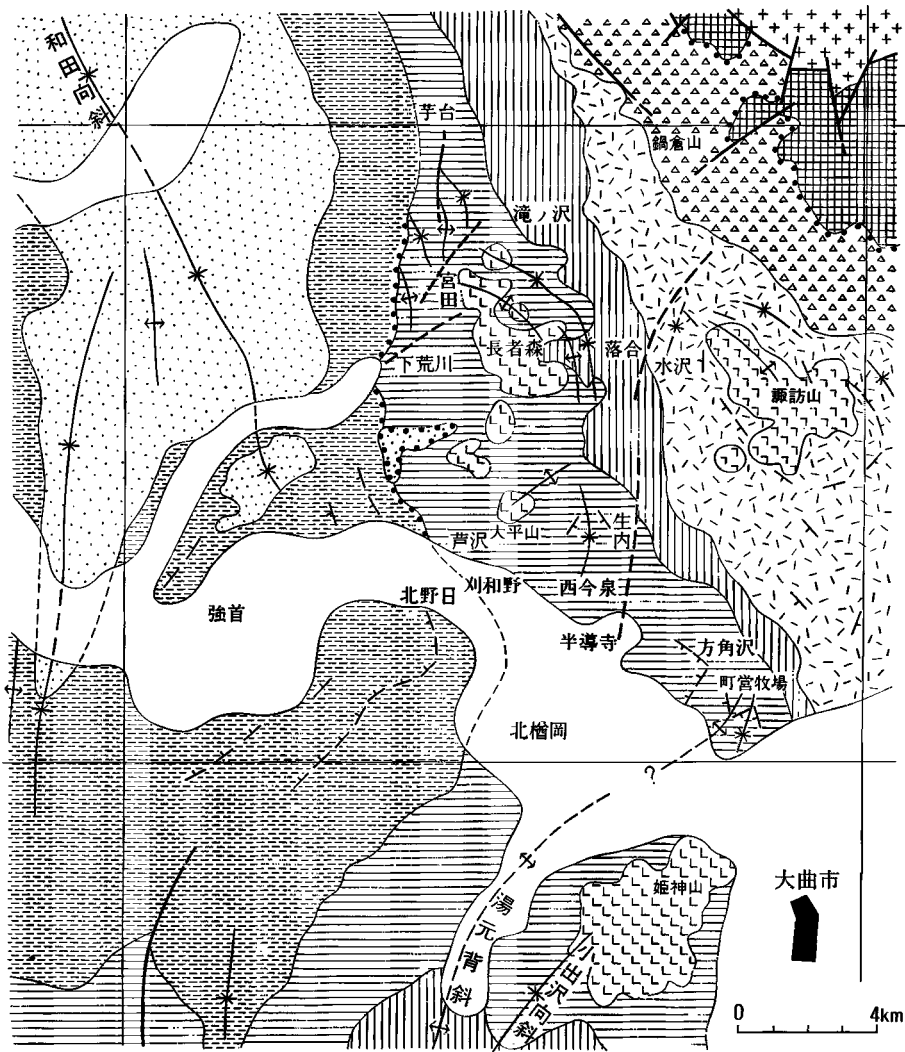 和田向斜
芋台
鍋倉山
滝ノ沢
宮田
長者森
落合
下荒川
水沢
諏訪山
芦沢
大平山
生内
北野目
刈和野
西今泉
強首
半導寺
方角沢
町営牧場
北楢岡
?
姫神山
大曲市
湯元背斜
小出沢向斜
0 4km